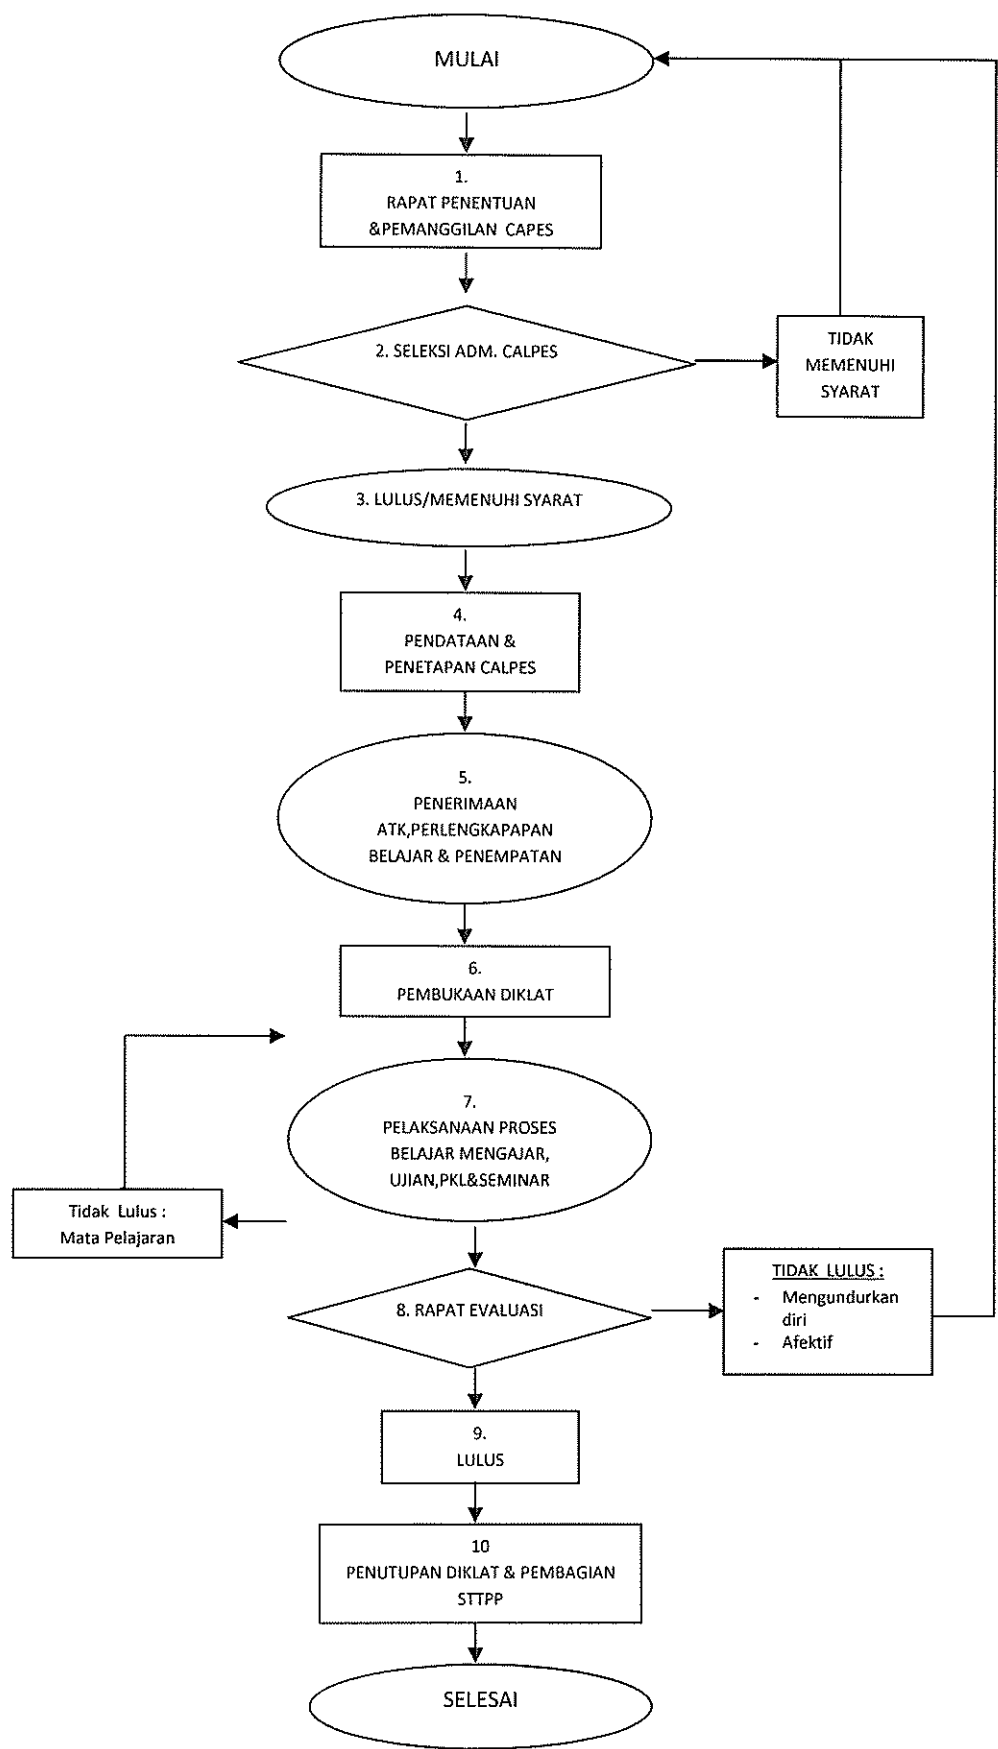 MULAI
1.
RAPAT PENENTUAN
&PEMANGGILAN CAPES
2. SELEKSI ADM. CALPES
TIDAK
MEMENUHI
SYARAT
3. LULUS/MEMENUHI SYARAT
4.
PENDATAAN &
PENETAPAN CALPES
5.
PENERIMAAN
ATK,PERLENGKAPAPAN
BELAJAR & PENEMPATAN
6.
PEMBUKAAN DIKLAT
7.
PELAKSANAAN PROSES
BELAJAR MENGAJAR,
UJIAN,PKL&SEMINAR
Tidak Lulus :
Mata Pelajaran
8. RAPAT EVALUASI
TIDAK LULUS :
- Mengundurkan
diri
- Afektif
9.
LULUS
10
PENUTUPAN DIKLAT & PEMBAGIAN
STTPP
SELESAI